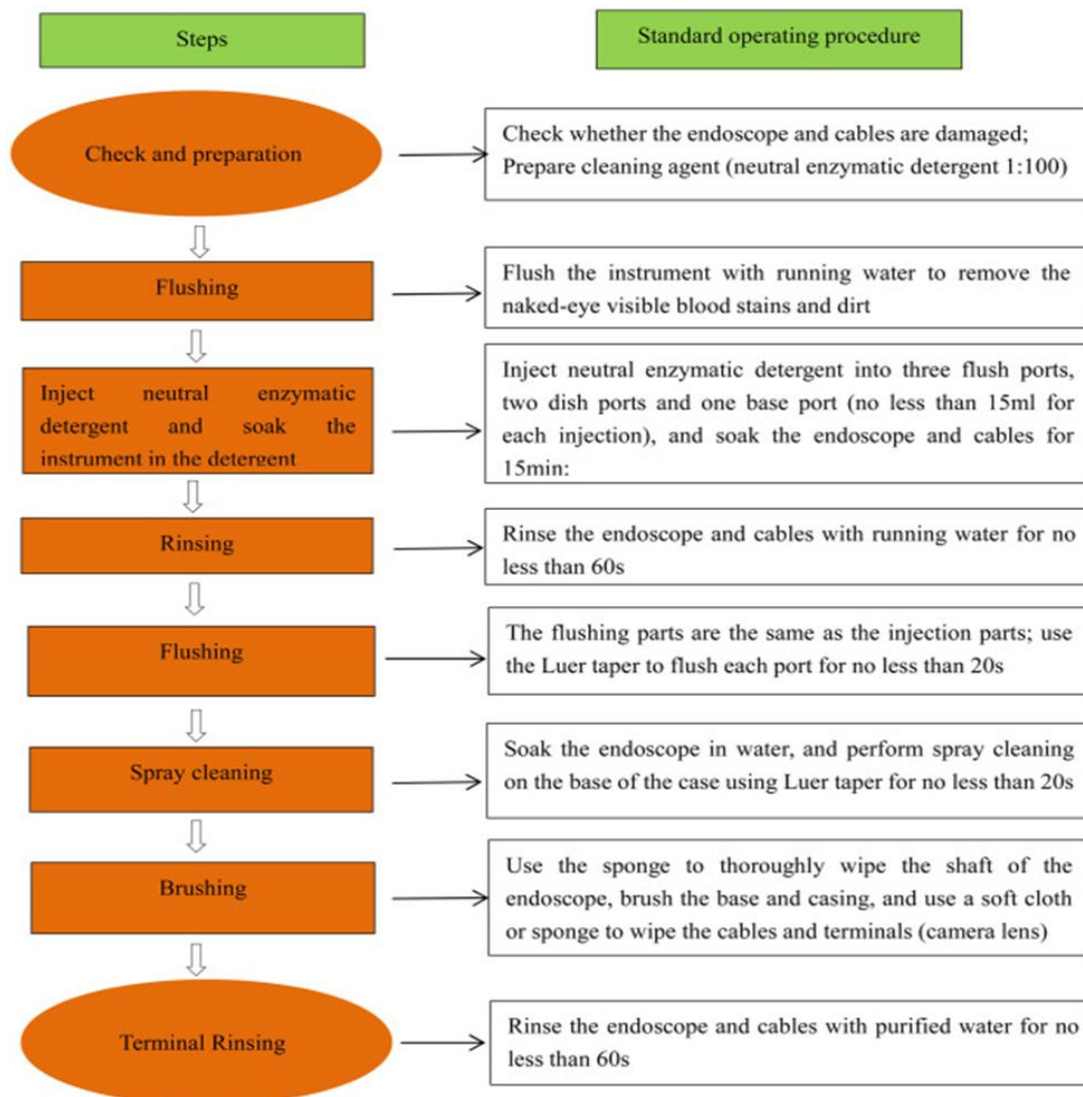 Steps
Standard operating procedure
Check and preparation
Check whether the endoscope and cables are damaged;
Prepare cleaning agent (neutral enzymatic detergent 1:100)
Flushing
Flush the instrument with running water to remove the
naked-eye visible blood stains and dirt
Inject neutral enzymatic
detergent and soak the
instrument in the detergent
Inject neutral enzymatic detergent into three flush ports,
two dish ports and one base port (no less than 15ml for
each injection), and soak the endoscope and cables for
15min:
Rinsing
Rinse the endoscope and cables with running water for no
less than 60s
Flushing
The flushing parts are the same as the injection parts; use
the Luer taper to flush each port for no less than 20s
Spray cleaning
Soak the endoscope in water, and perform spray cleaning
on the base of the case using Luer taper for no less than 20s
Brushing
Use the sponge to thoroughly wipe the shaft of the
endoscope, brush the base and casing, and use a soft cloth
or sponge to wipe the cables and terminals (camera lens)
Terminal Rinsing
Rinse the endoscope and cables with purified water for no
less than 60s